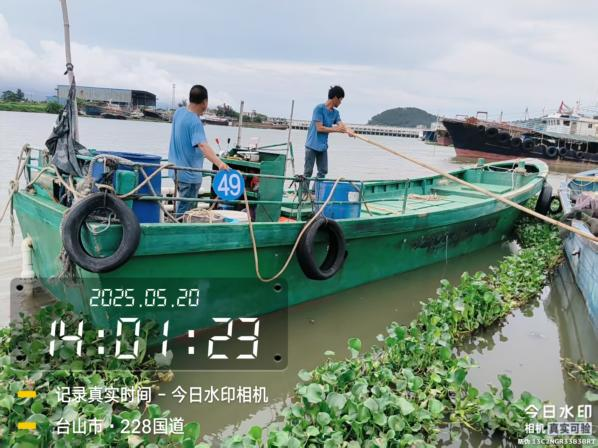 49
2025.05.20
14:01:23
记录真实时间 - 今日水印相机
台山市·228国道
今日水印
相机真实可验